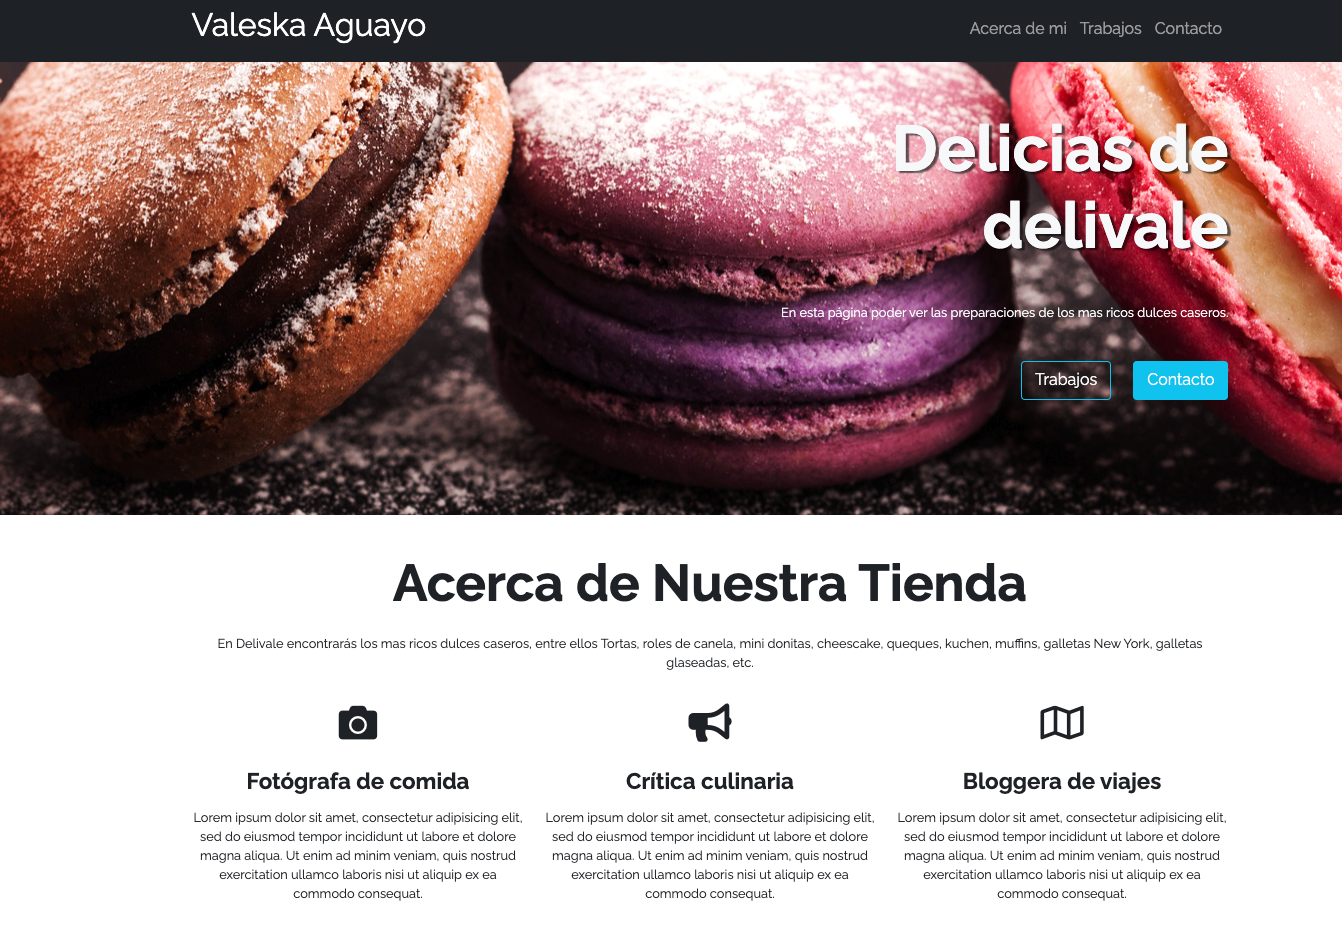 Valeska Aguayo
Acerca de mi Trabajos Contacto
Delicias de
delivale
En esta página poder ver las preparaciones de los mas ricos dulces caseros.
Trabajos Contacto
Acerca de Nuestra Tienda
En Delivale encontrarás los mas ricos dulces caseros, entre ellos Tortas, roles de canela, mini donitas, cheescake, queques, kuchen, muffins, galletas New York, galletas
glaseadas, etc.
Fotógrafa de comida
Lorem ipsum dolor sit amet, consectetur adipisicing elit,
sed do eiusmod tempor incididunt ut labore et dolore
magna aliqua. Ut enim ad minim veniam, quis nostrud
exercitation ullamco laboris nisi ut aliquip ex ea
commodo consequat.
Crítica culinaria
Lorem ipsum dolor sit amet, consectetur adipisicing elit,
sed do eiusmod tempor incididunt ut labore et dolore
magna aliqua. Ut enim ad minim veniam, quis nostrud
exercitation ullamco laboris nisi ut aliquip ex ea
commodo consequat.
Bloggera de viajes
Lorem ipsum dolor sit amet, consectetur adipisicing elit,
sed do eiusmod tempor incididunt ut labore et dolore
magna aliqua. Ut enim ad minim veniam, quis nostrud
exercitation ullamco laboris nisi ut aliquip ex ea
commodo consequat.